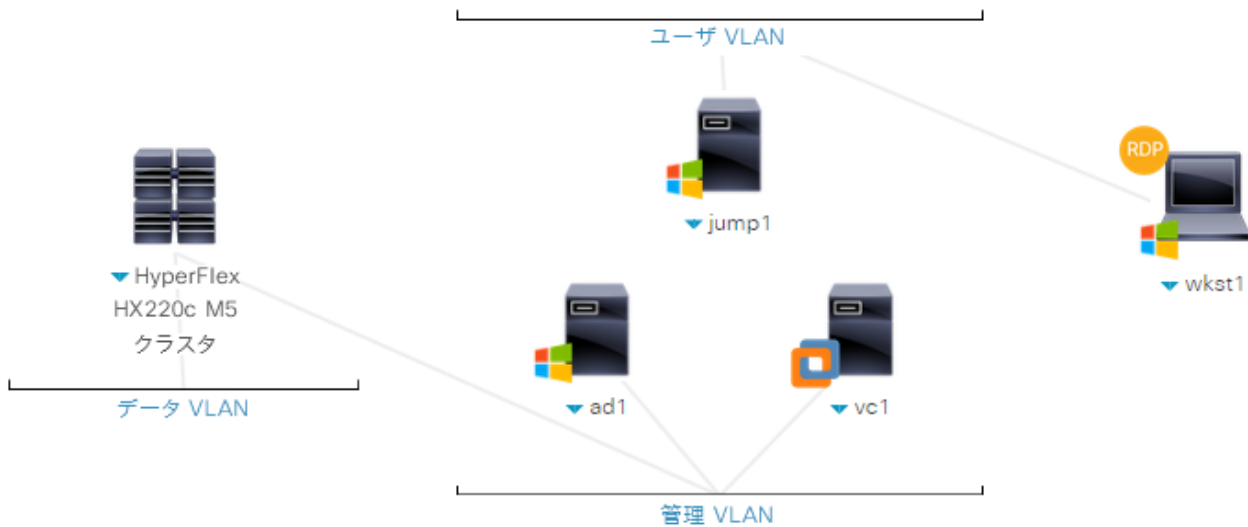 ユーザ VLAN
RDP
jump1
wkst1
HyperFlex
HX220c M5
クラスタ
ad1
vc1
データ VLAN
管理 VLAN